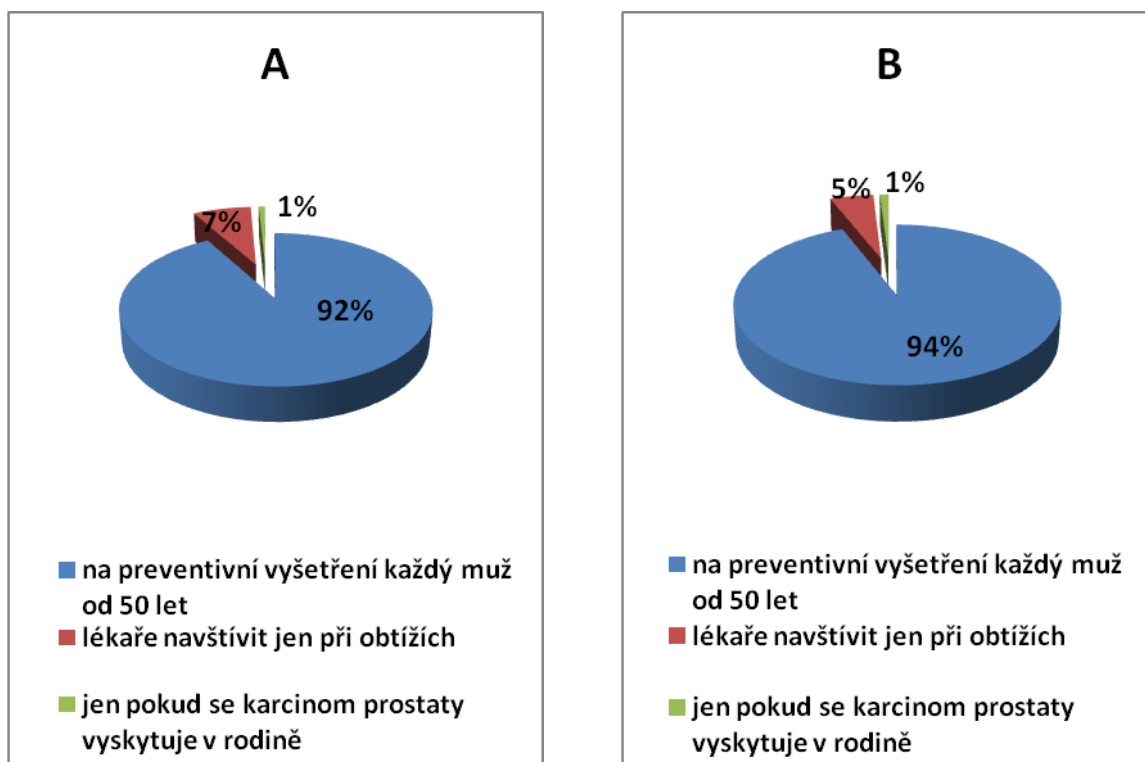 A
7%
1%
92%
na preventivní vyšetření každý muž
od 50 let
lékaře navštívit jen při obtížích
jen pokud se karcinom prostaty
vyskytuje v rodině
B
5%
1%
94%
na preventivní vyšetření každý muž
od 50 let
lékaře navštívit jen při obtížích
jen pokud se karcinom prostaty
vyskytuje v rodině